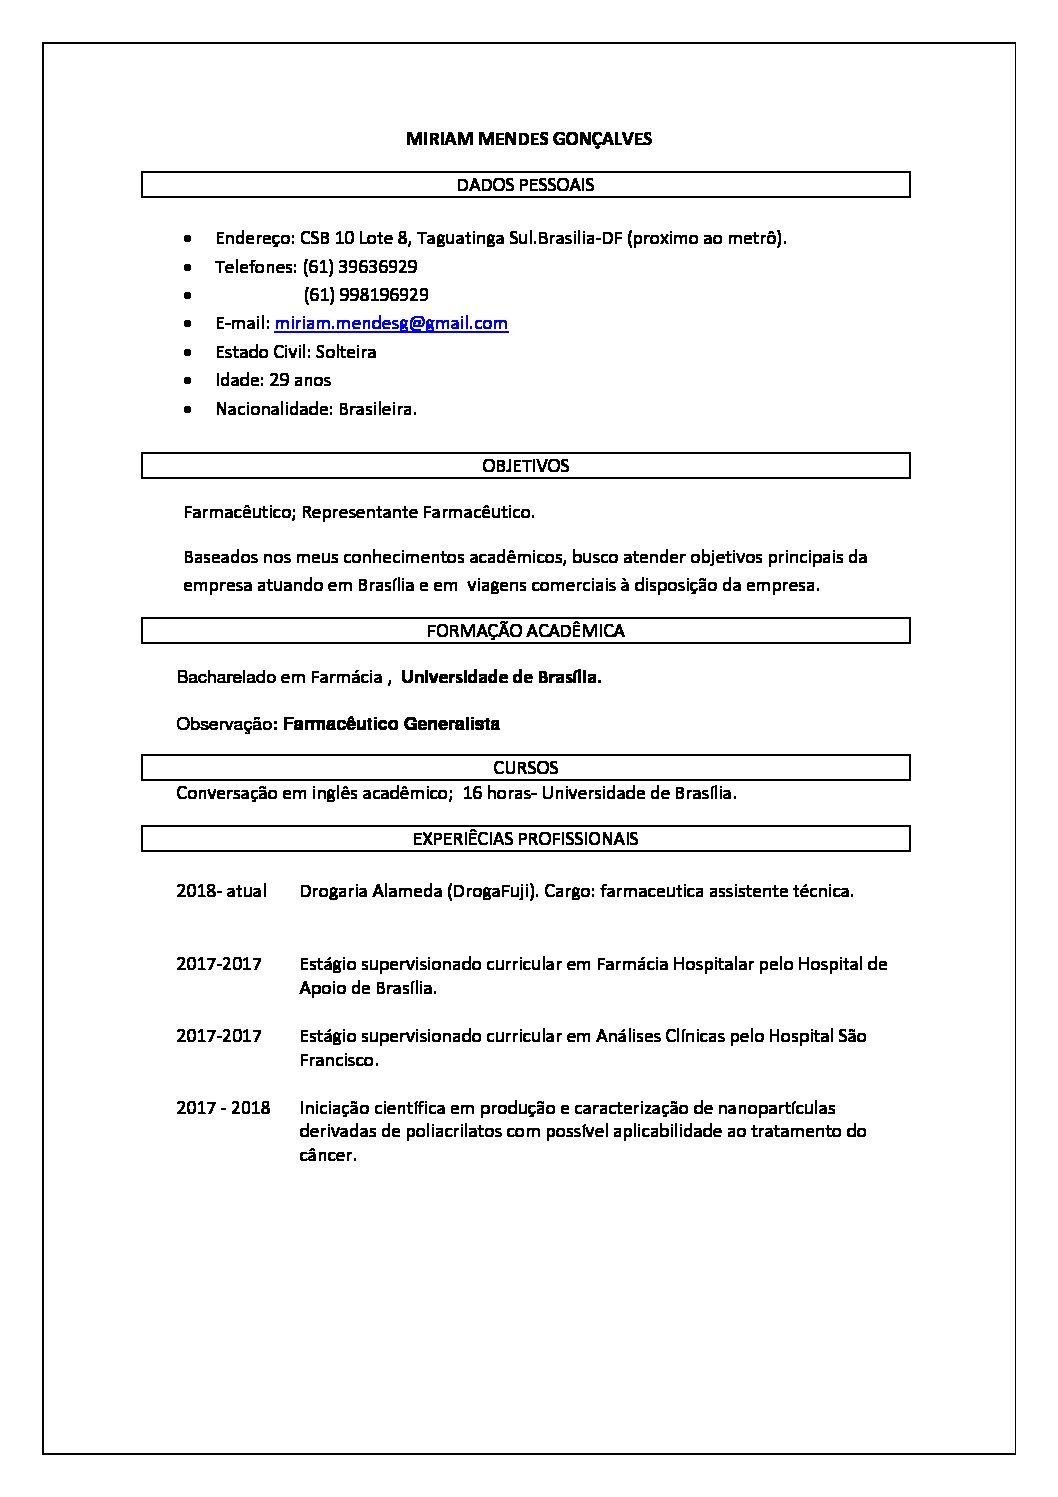 MIRIAM MENDES GONÇALVES
DADOS PESSOAIS
• Endereço: CSB 10 Lote 8, Taguatinga Sul.Brasilia-DF (proximo ao metrô).
• Telefones: (61) 39636929
• (61) 998196929
• E-mail: miriam.mendesg@gmail.com
• Estado Civil: Solteira
• Idade: 29 anos
• Nacionalidade: Brasileira.
OBJETIVOS
Farmacêutico; Representante Farmacêutico.
Baseados nos meus conhecimentos acadêmicos, busco atender objetivos principais da
empresa atuando em Brasília e em  viagens comerciais à disposição da empresa.
FORMAÇÃO ACADÊMICA
Bacharelado em Farmácia ,  Universidade de Brasília.
Observação: Farmacêutico Generalista
CURSOS
Conversação em inglês acadêmico;  16 horas- Universidade de Brasília.
EXPERIÊCIAS PROFISSIONAIS
2018- atual Drogaria Alameda (DrogaFuji). Cargo: farmaceutica assistente técnica.
2017-2017 Estágio supervisionado curricular em Farmácia Hospitalar pelo Hospital de
Apoio de Brasília.
2017-2017 Estágio supervisionado curricular em Análises Clínicas pelo Hospital São
Francisco.
2017 - 2018 Iniciação científica em produção e caracterização de nanopartículas
derivadas de poliacrilatos com possível aplicabilidade ao tratamento do
câncer.